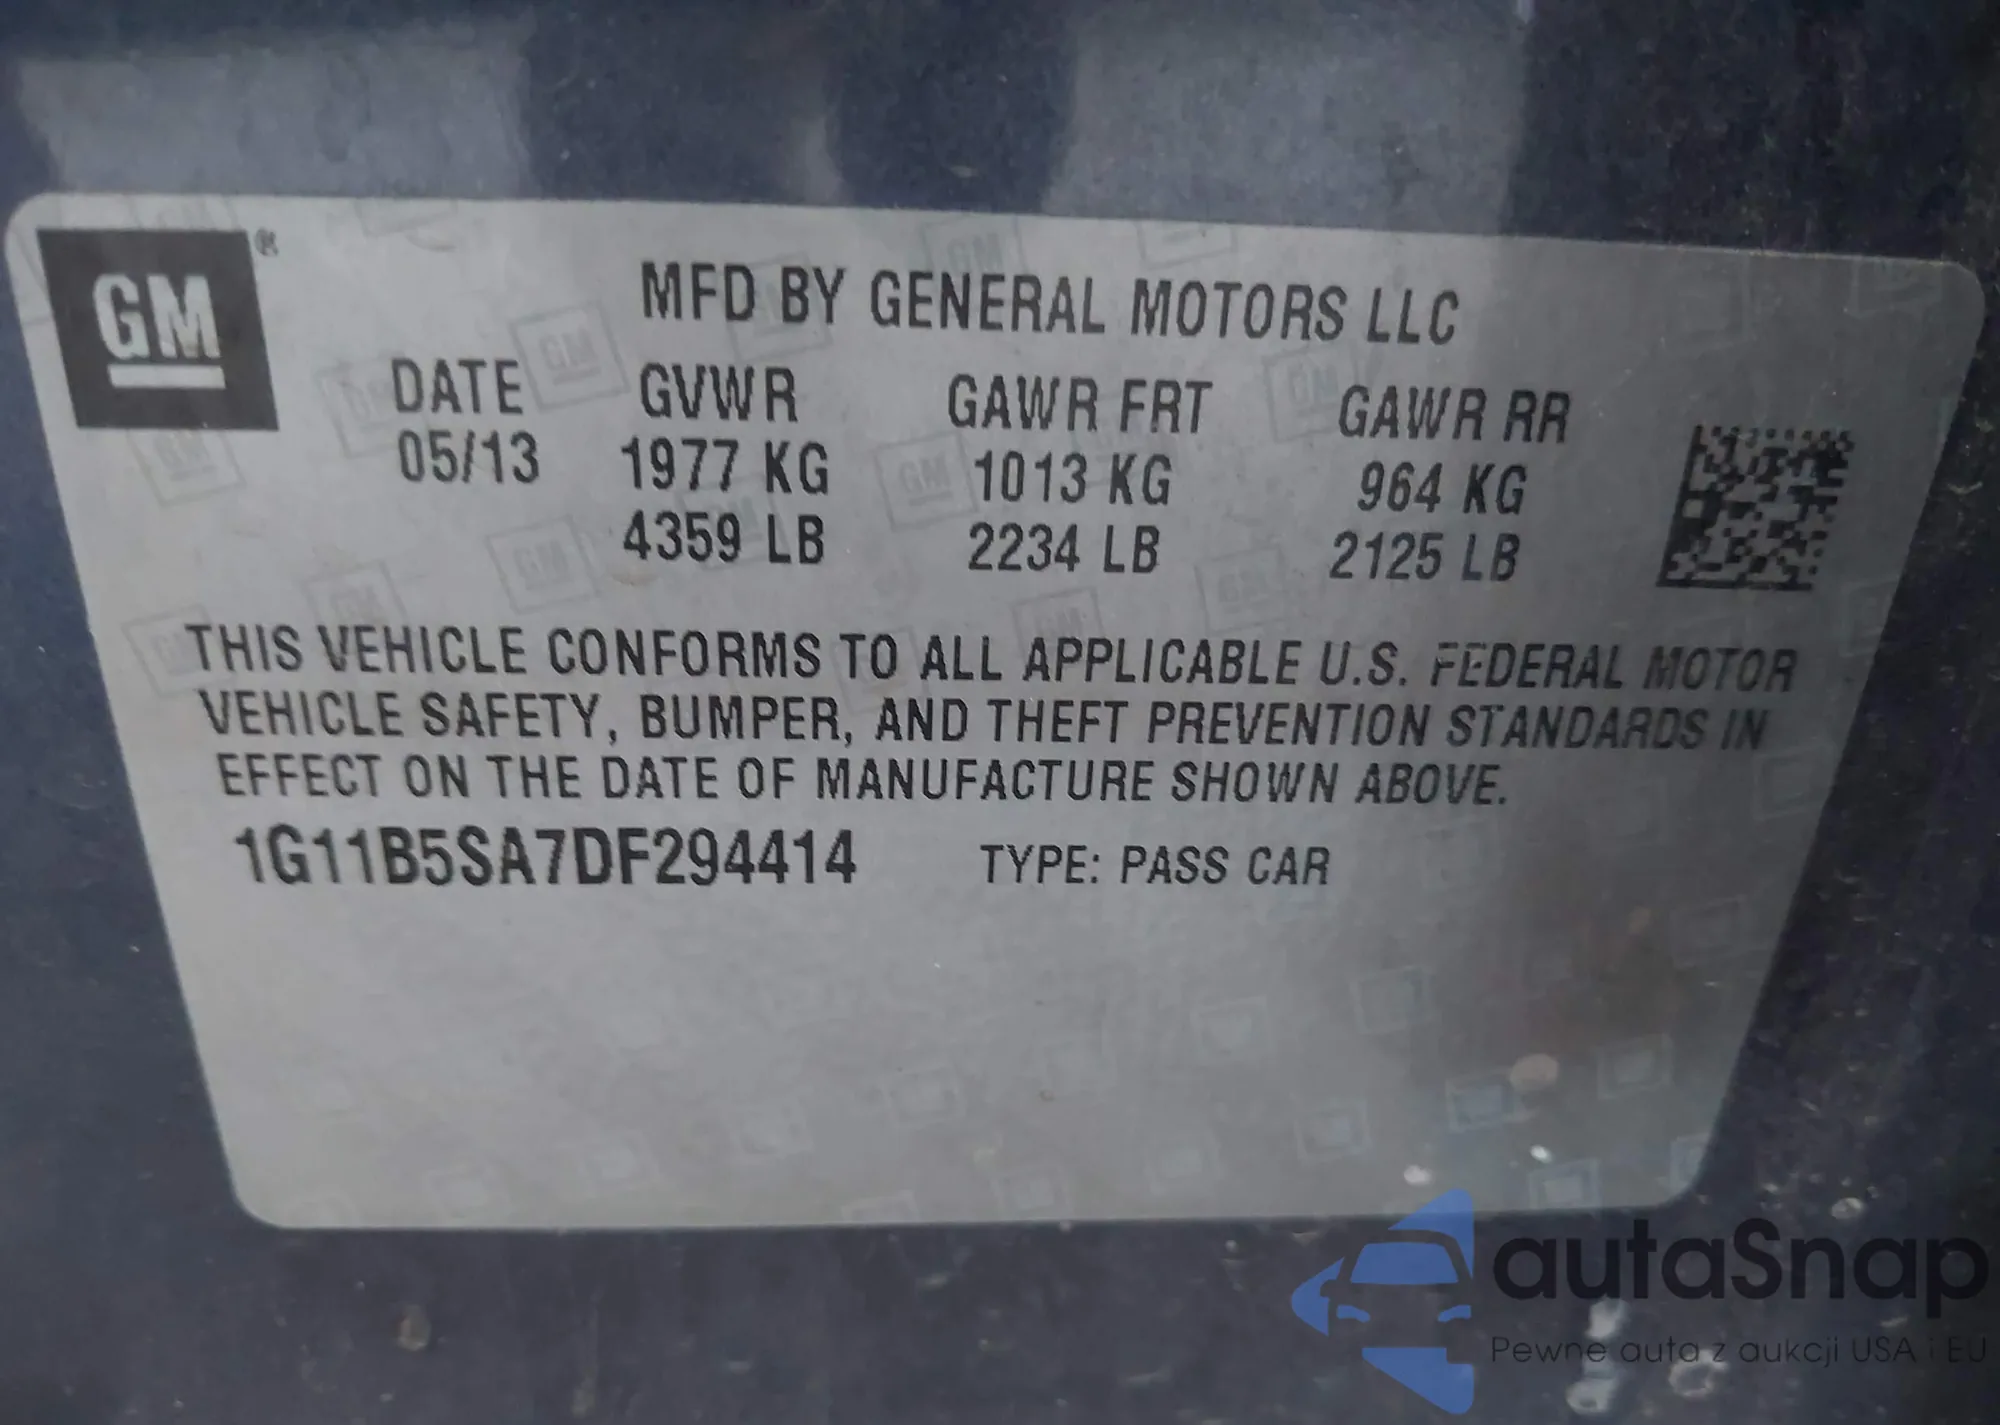 GM ®
MFD BY GENERAL MOTORS LLC
DATE GVWR GAWR FRT GAWR RR
05/13 1977 KG 1013 KG 964 KG
4359 LB 2234 LB 2125 LB
THIS VEHICLE CONFORMS TO ALL APPLICABLE U.S. FEDERAL MOTOR
VEHICLE SAFETY, BUMPER, AND THEFT PREVENTION STANDARDS IN
EFFECT ON THE DATE OF MANUFACTURE SHOWN ABOVE.
1G11B5SA7DF294414 TYPE: PASS CAR
autaSnap
Pewne auta z aukcji USA i EU